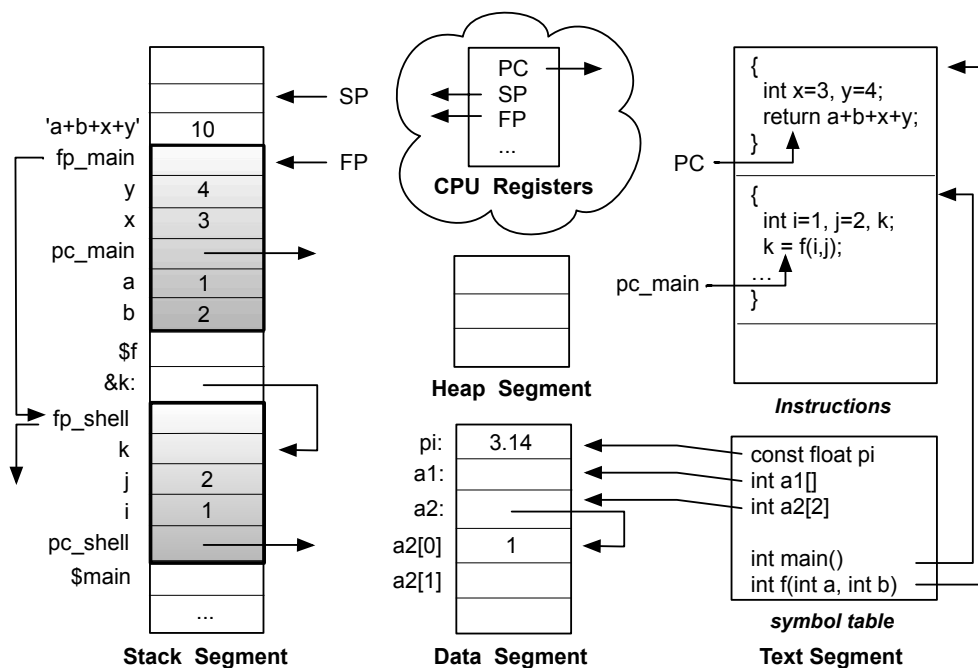 SP
'a+b+x+y' 10
fp_main
FP
y 4
x 3
pc_main
a 1
b 2
$f
&k:
fp_shell
k
j 2
i 1
pc_shell
$main
...
Stack Segment
PC
SP
FP
...
CPU Registers
Heap Segment
pi: 3.14
a1:
a2:
a2[0] 1
a2[1]
Data Segment
{
int x=3, y=4;
return a+b+x+y;
}
PC
{
int i=1, j=2, k;
k = f(i,j);
...
}
pc_main
Instructions
const float pi
int a1[]
int a2[2]
int main()
int f(int a, int b)
symbol table
Text Segment